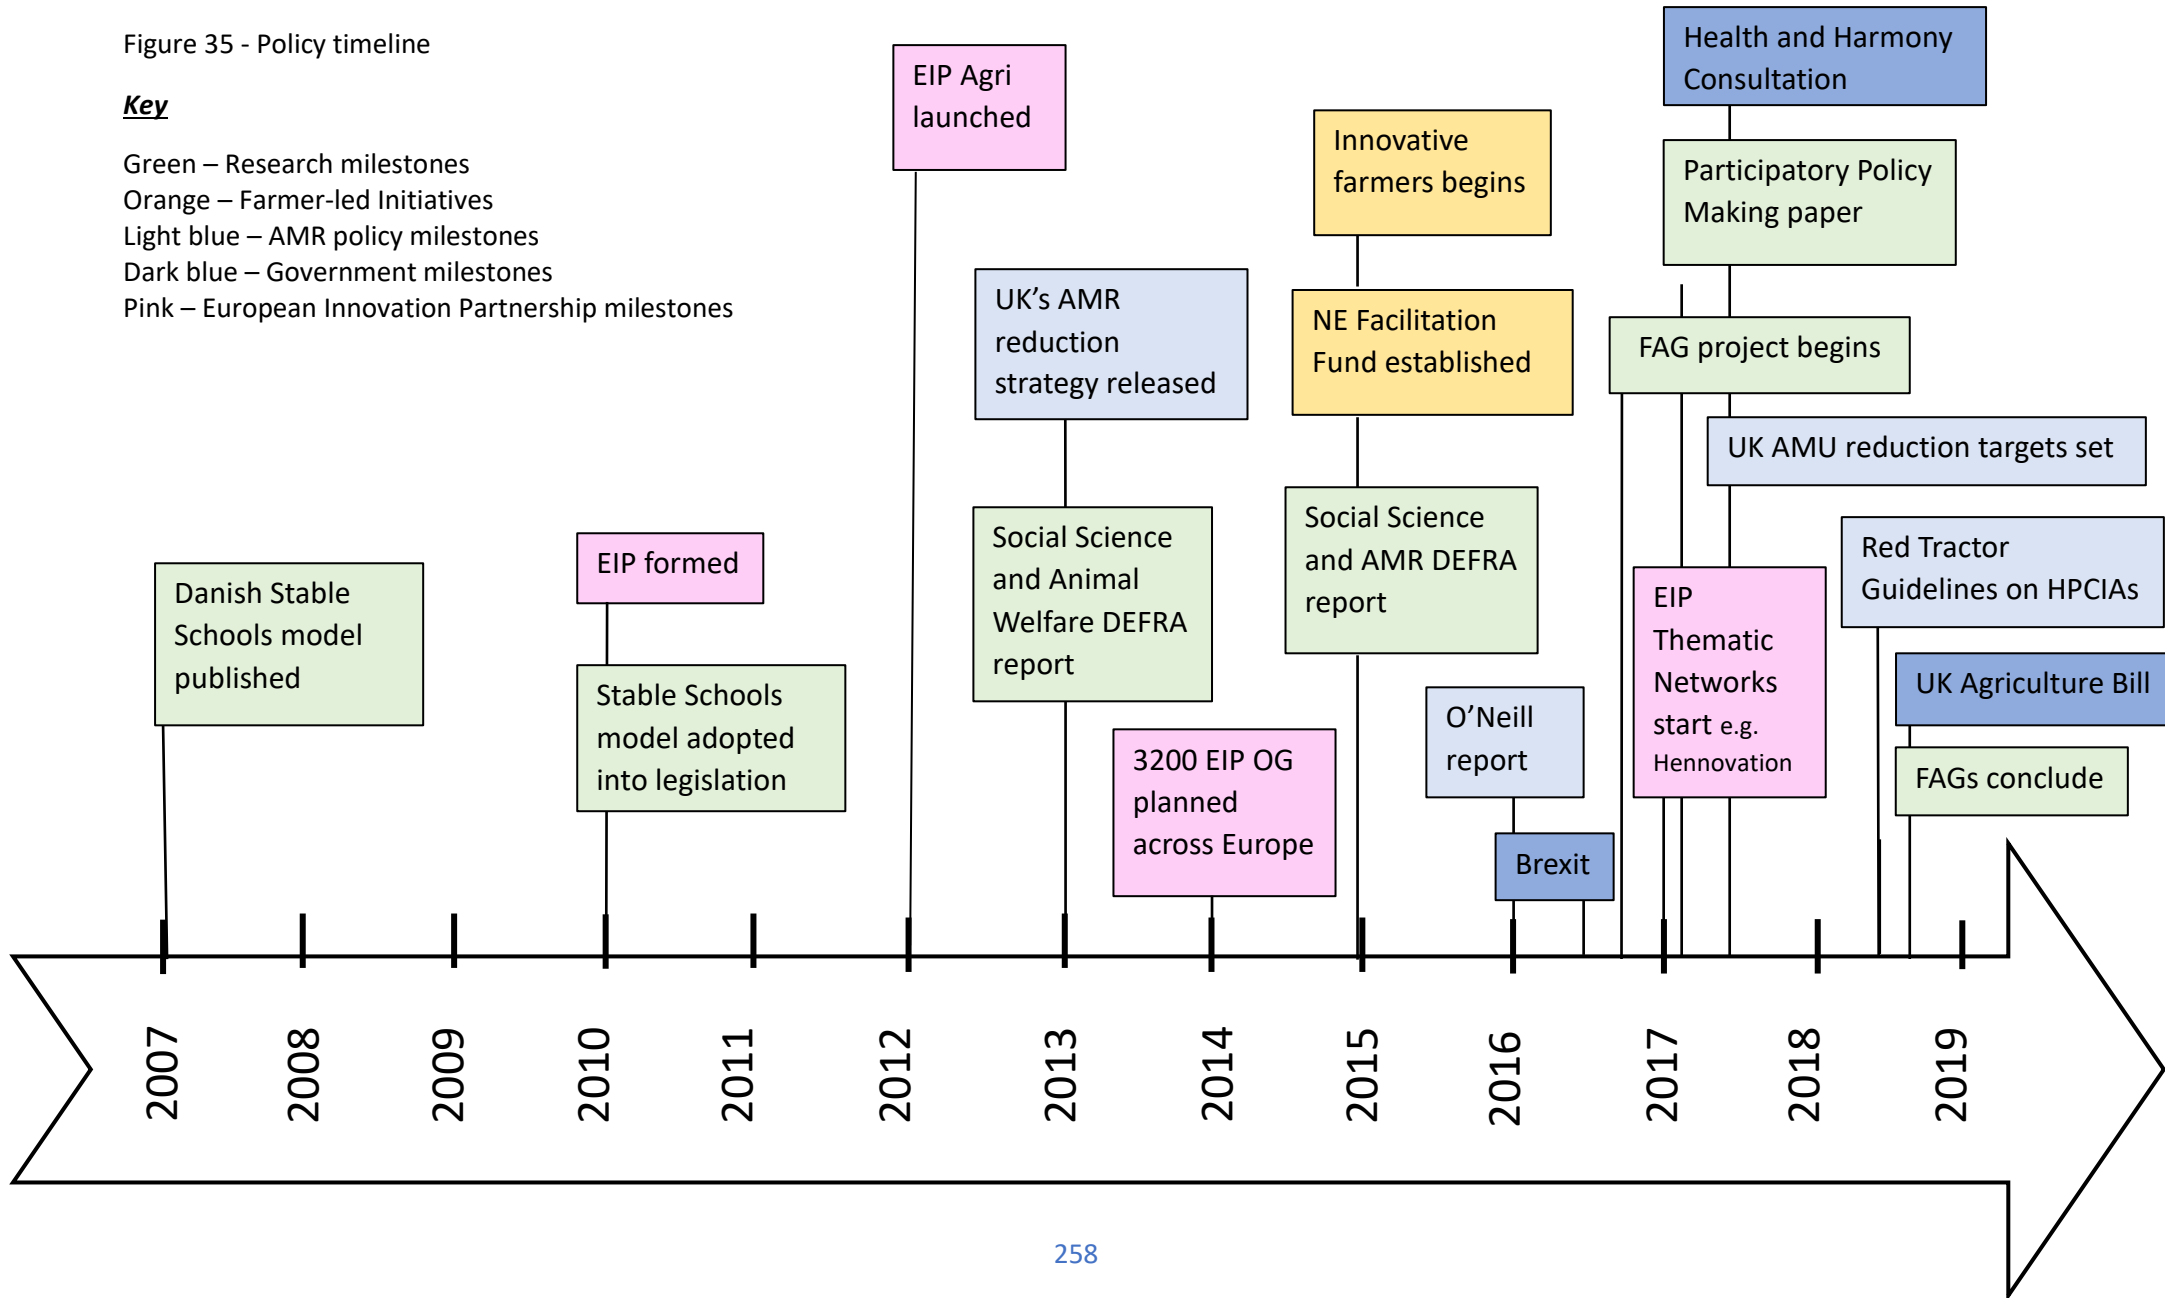 Figure 35 - Policy timeline
Key
Green – Research milestones
Orange – Farmer-led Initiatives
Light blue – AMR policy milestones
Dark blue – Government milestones
Pink – European Innovation Partnership milestones
Danish Stable
Schools model
published
EIP formed
Stable Schools
model adopted
into legislation
EIP Agri
launched
UK’s AMR
reduction
strategy released
Social Science
and Animal
Welfare DEFRA
report
3200 EIP OG
planned
across Europe
Innovative
farmers begins
NE Facilitation
Fund established
Social Science
and AMR DEFRA
report
O’Neill
report
Brexit
Health and Harmony
Consultation
Participatory Policy
Making paper
FAG project begins
UK AMU reduction targets set
EIP
Thematic
Networks
start e.g.
Hennovation
Red Tractor
Guidelines on HPCIAs
UK Agriculture Bill
FAGs conclude
2007
2008
2009
2010
2011
2012
2013
2014
2015
2016
2017
2018
2019
258